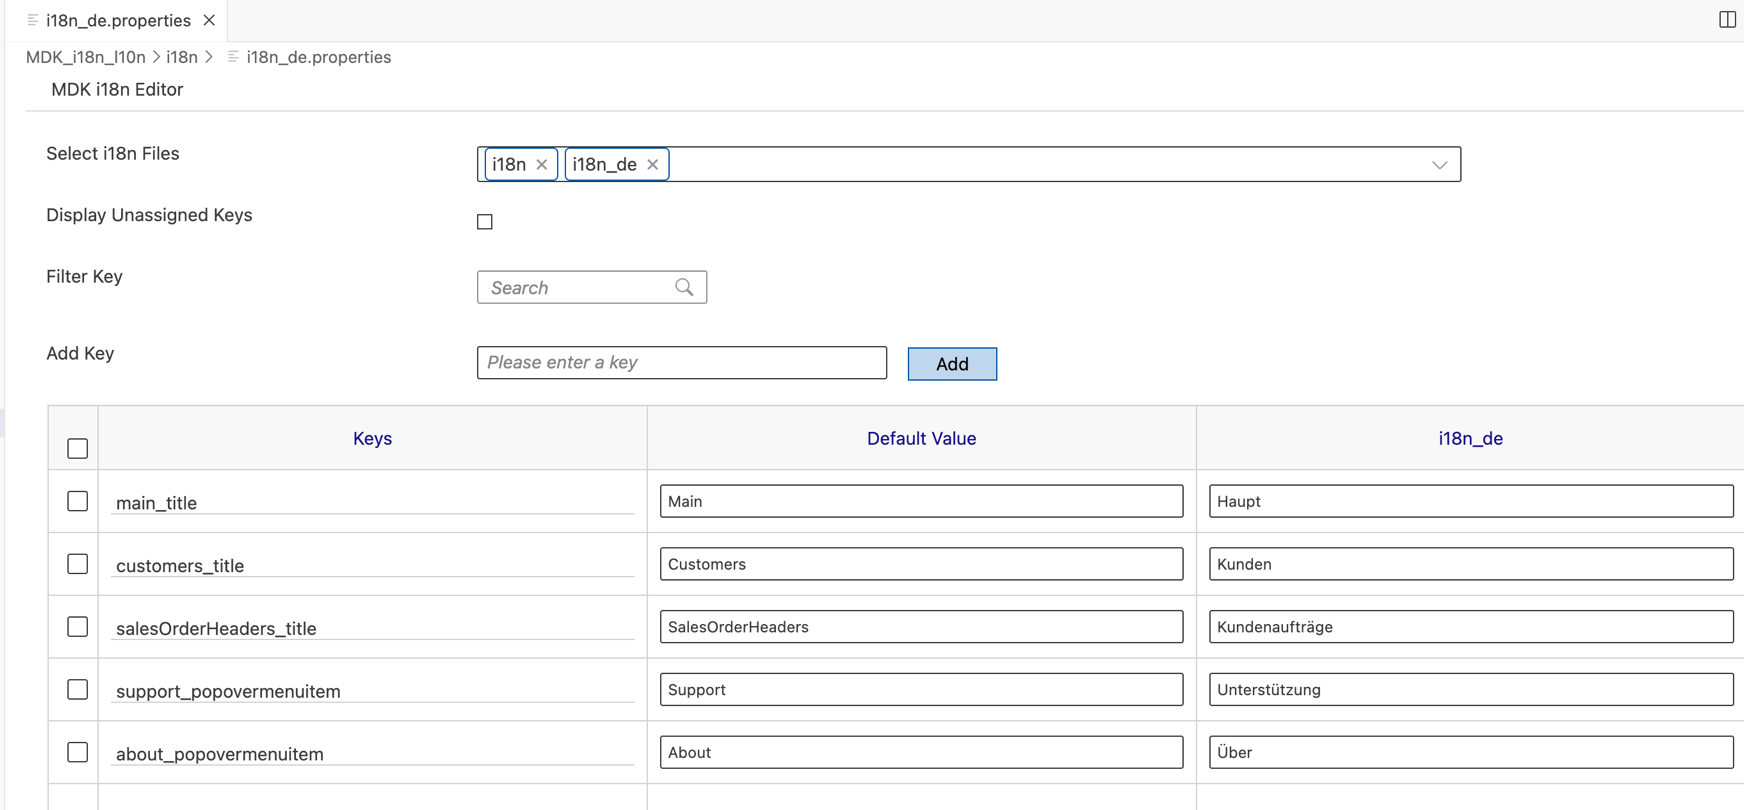 i18n_de.properties
MDK_i18n_l10n > i18n > i18n_de.properties
MDK i18n Editor
Select i18n Files
i18n i18n_de
Display Unassigned Keys
Filter Key
Search
Add Key
Please enter a key
Add
Keys Default Value i18n_de
main_title Main Haupt
customers_title Customers Kunden
salesOrderHeaders_title SalesOrderHeaders Kundenaufträge
support_popovermenuitem Support Unterstützung
about_popovermenuitem About Über